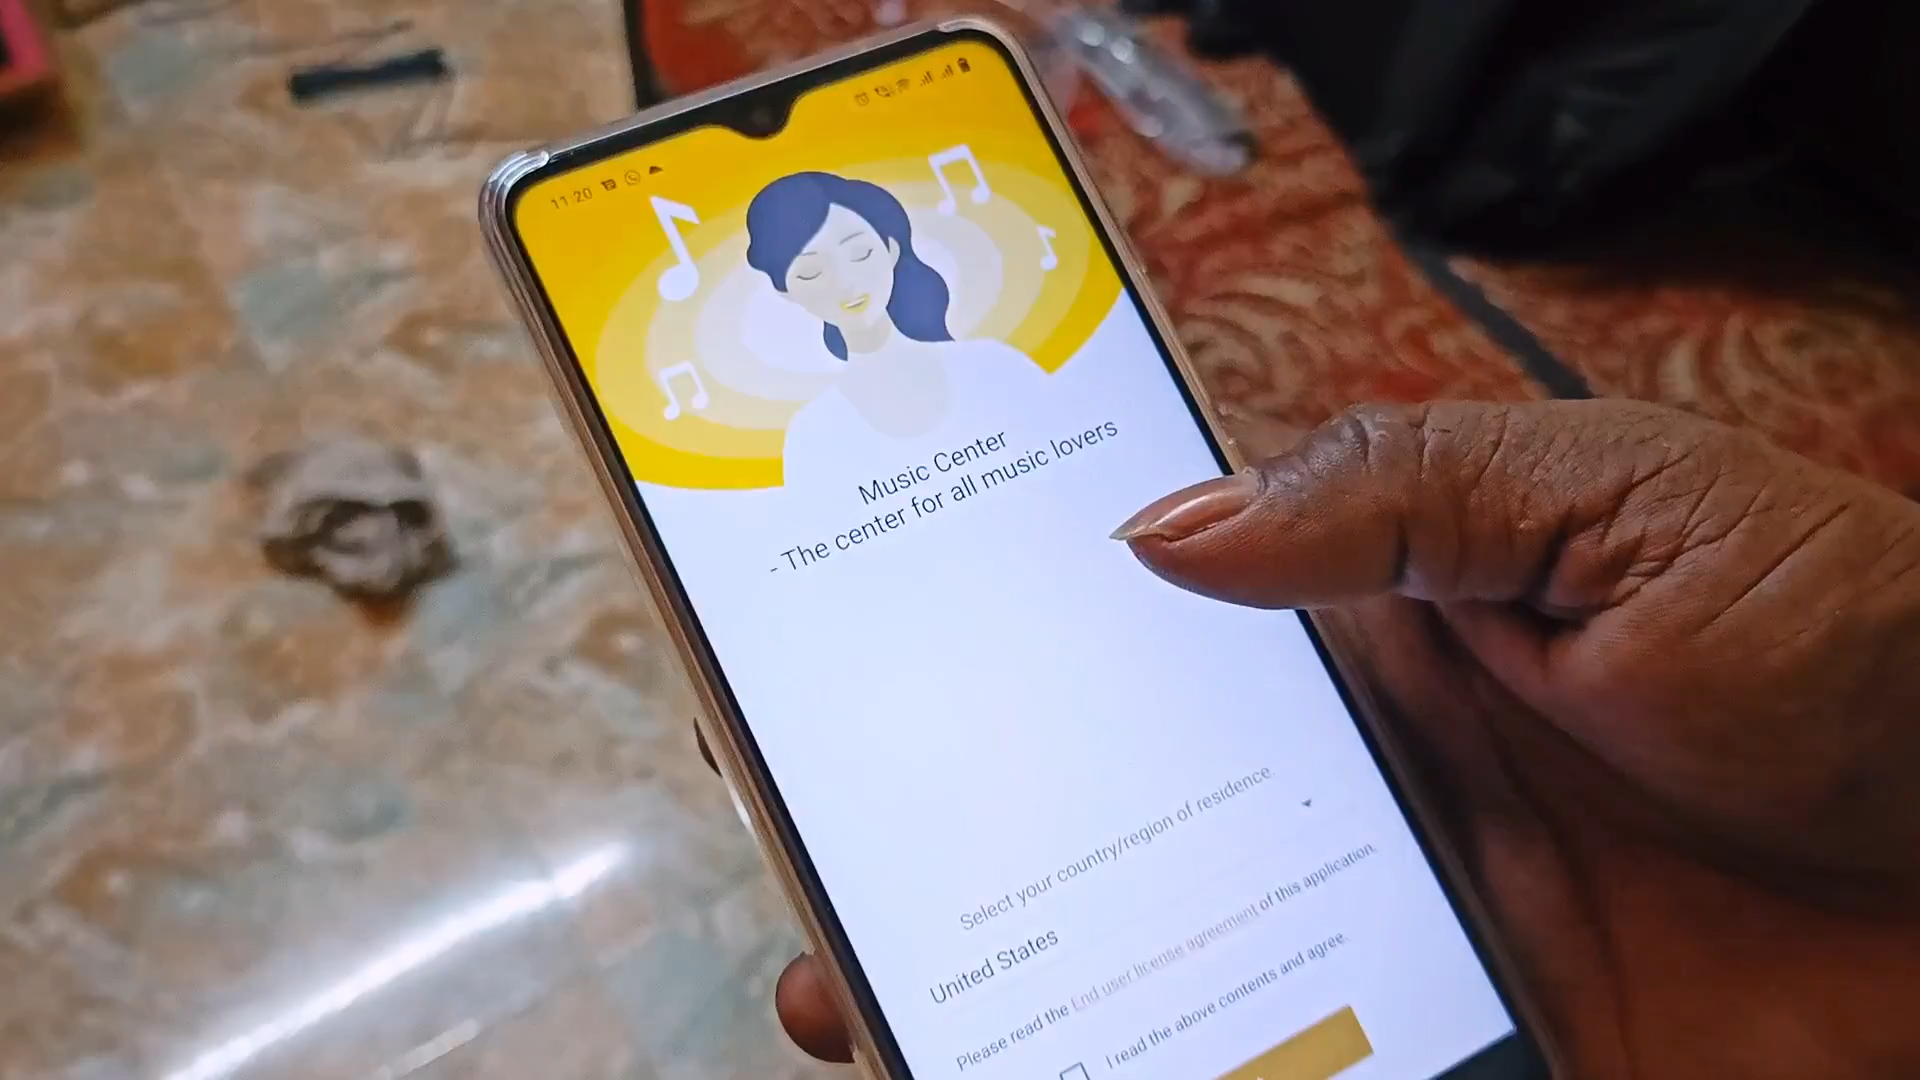 11:20
Music Center
- The center for all music lovers
Select your country/region of residence.
United States
Please read the End user license agreement of this application.
I read the above contents and agree.